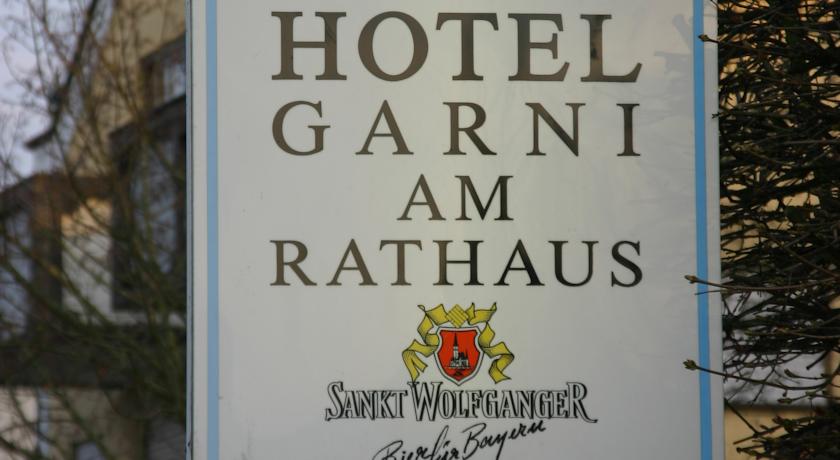 HOTEL
GARNI
AM
RATHAUS
SANKT WOLFGANGER
Bier für Bayern